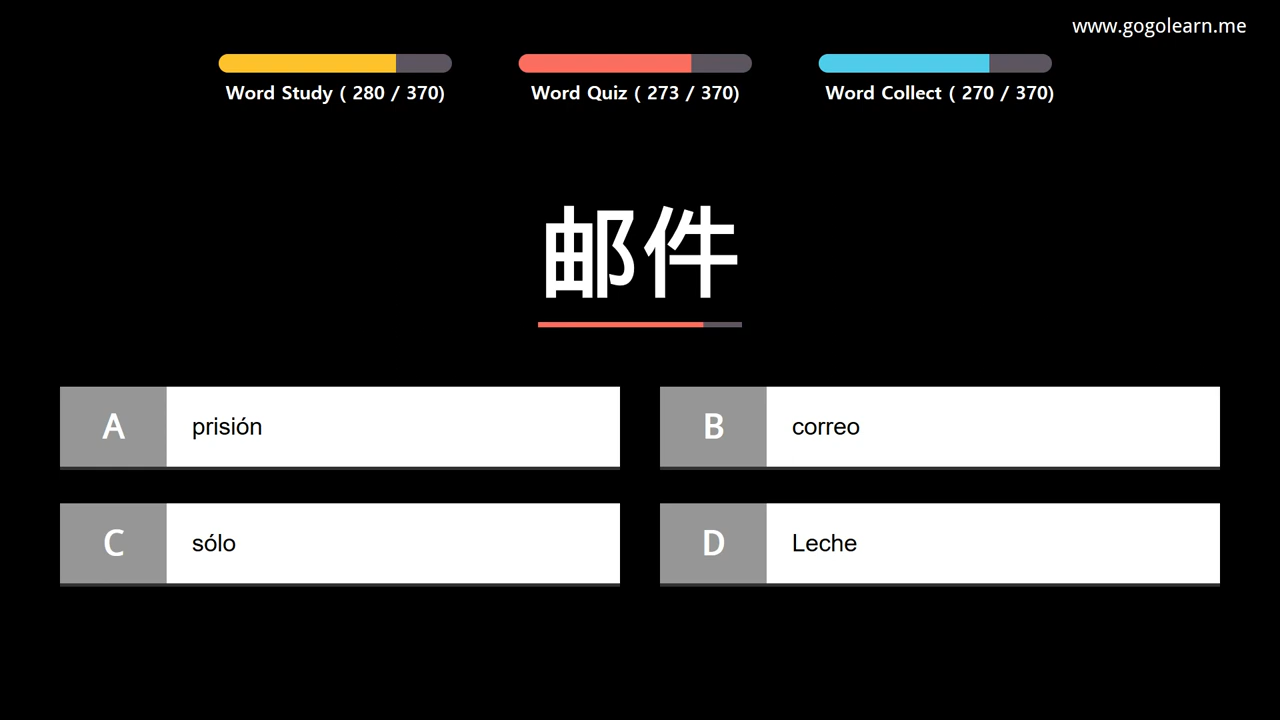 www.gogolearn.me
Word Study ( 280 / 370)
Word Quiz ( 273 / 370)
Word Collect ( 270 / 370)
邮件
A prisión
B correo
C sólo
D Leche